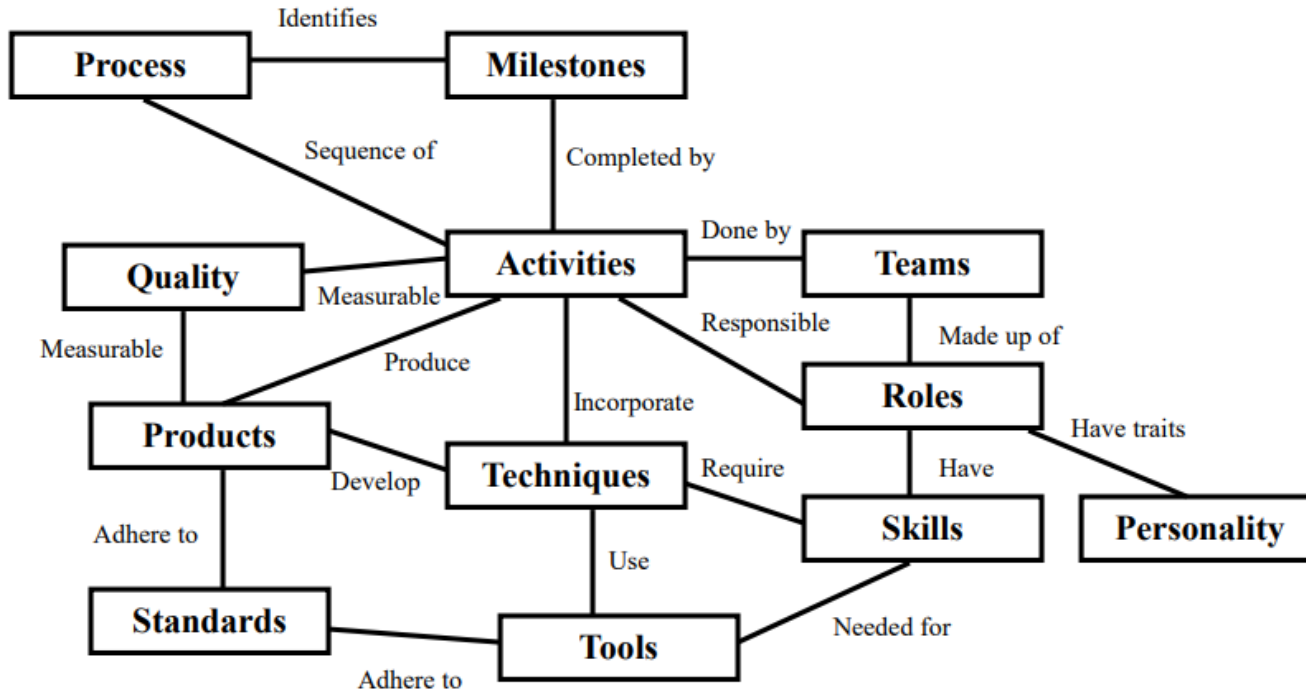 Identifies
Process
Milestones
Sequence of
Completed by
Done by
Quality
Activities
Teams
Measurable
Responsible
Made up of
Measurable
Produce
Roles
Incorporate
Have traits
Products
Techniques
Require
Have
Develop
Skills
Personality
Adhere to
Use
Standards
Tools
Needed for
Adhere to